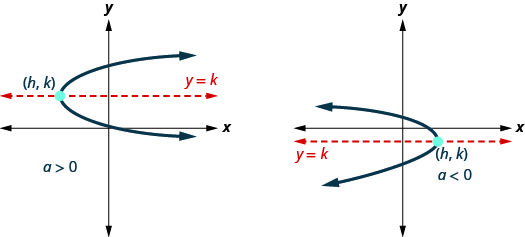 y
(h, k)
y = k
x
a > 0
y
x
y = k
(h, k)
a < 0